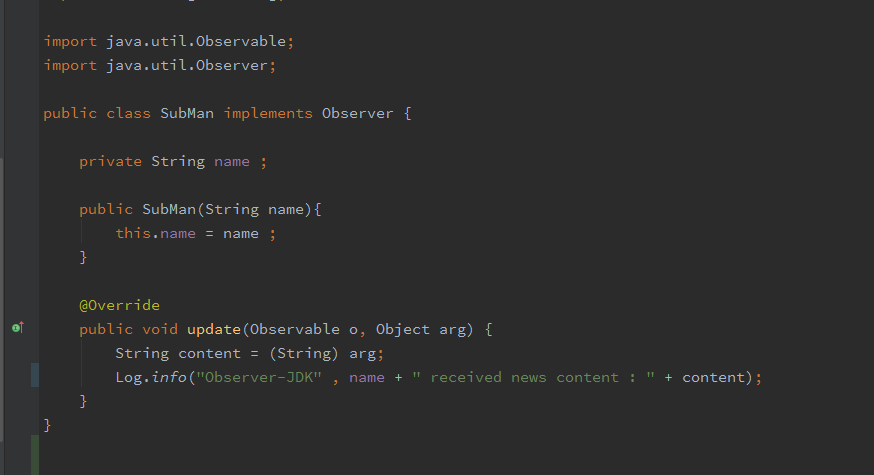 import java.util.Observable;
import java.util.Observer;
public class SubMan implements Observer {
private String name ;
public SubMan(String name){
this.name = name ;
}
@Override
public void update(Observable o, Object arg) {
String content = (String) arg;
Log.info("Observer-JDK" , name + " received news content : " + content);
}
}